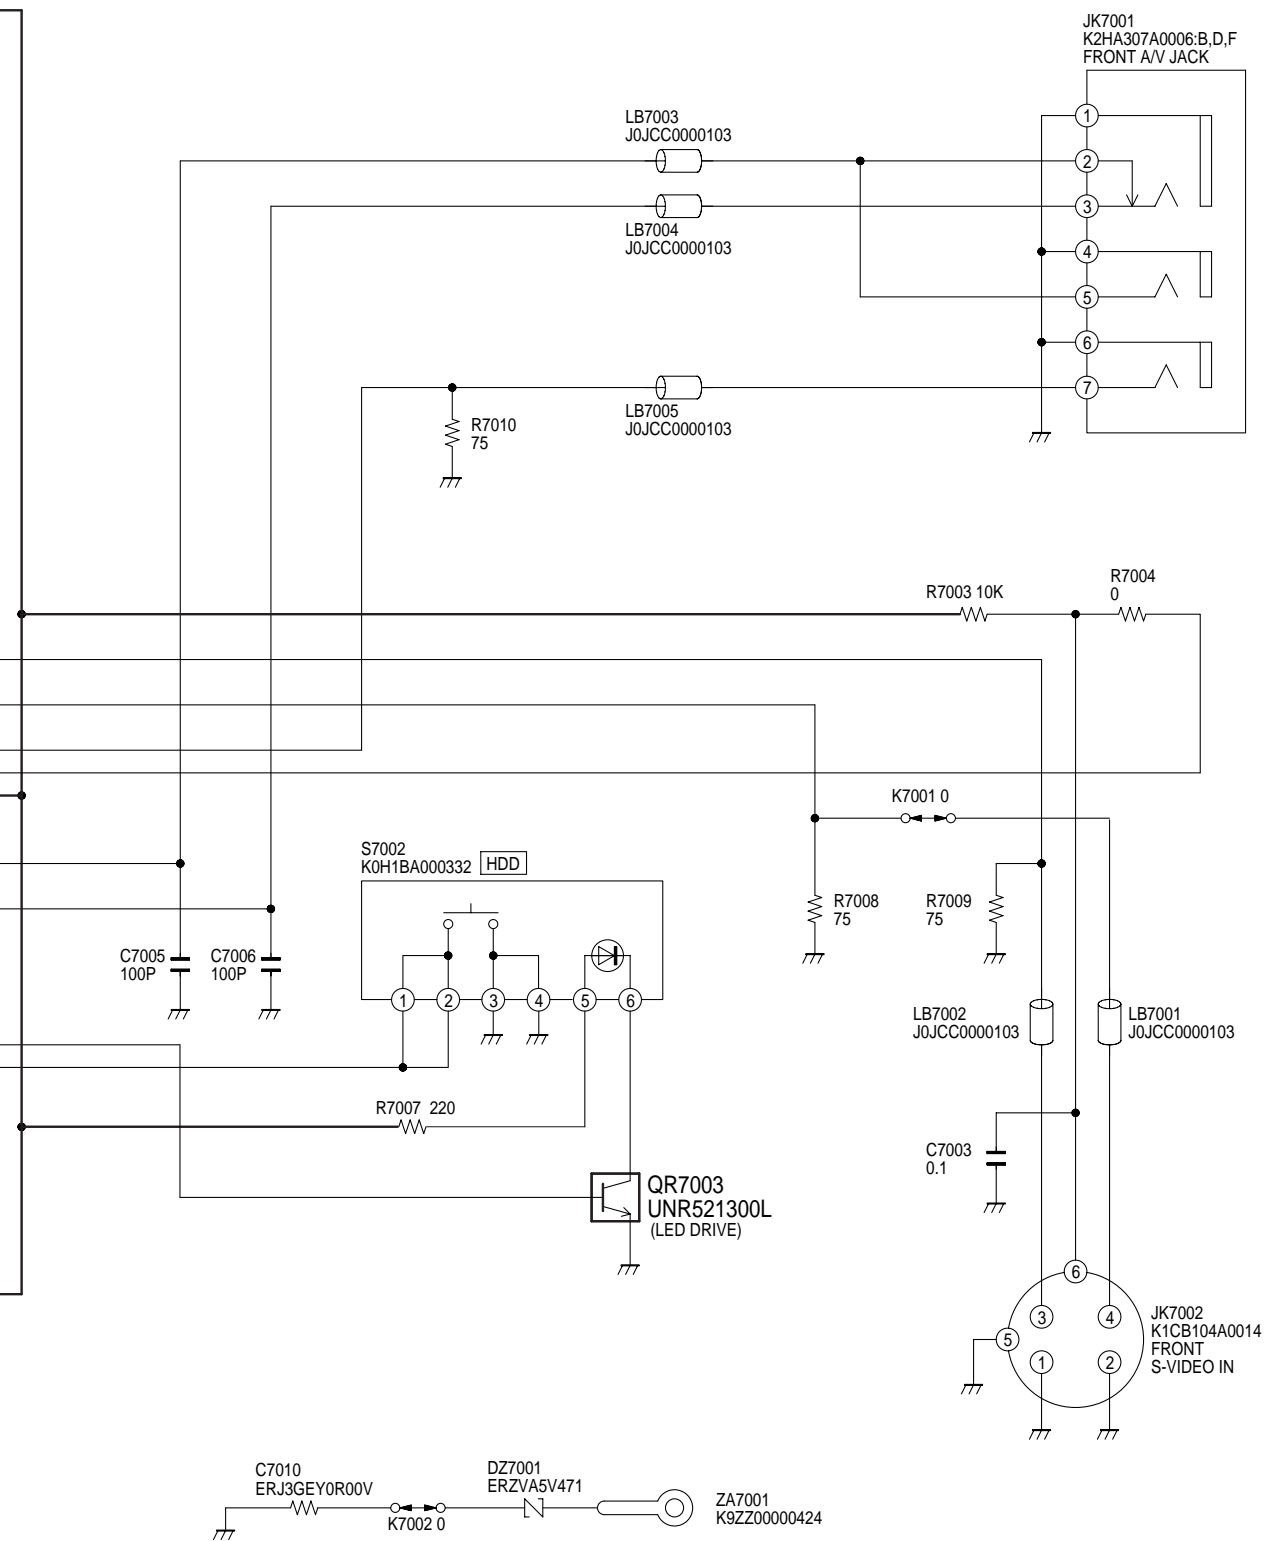 JK7001
K2HA307A0006:B,D,F
FRONT A/V JACK
LB7003
J0JCC0000103
1
2
3
LB7004
J0JCC0000103
4
5
6
7
R7010
75
LB7005
J0JCC0000103
R7003 10K
R7004
0
K7001 0
S7002
K0H1BA000332 HDD
R7008
75
R7009
75
C7005
100P
C7006
100P
1 2 3 4 5 6
LB7002
J0JCC0000103
LB7001
J0JCC0000103
R7007 220
C7003
0.1
QR7003
UNR521300L
(LED DRIVE)
6
3 4
5
1 2
JK7002
K1CB104A0014
FRONT
S-VIDEO IN
C7010
ERJ3GEY0R00V
K7002 0
DZ7001
ERZVA5V471
ZA7001
K9ZZ00000424